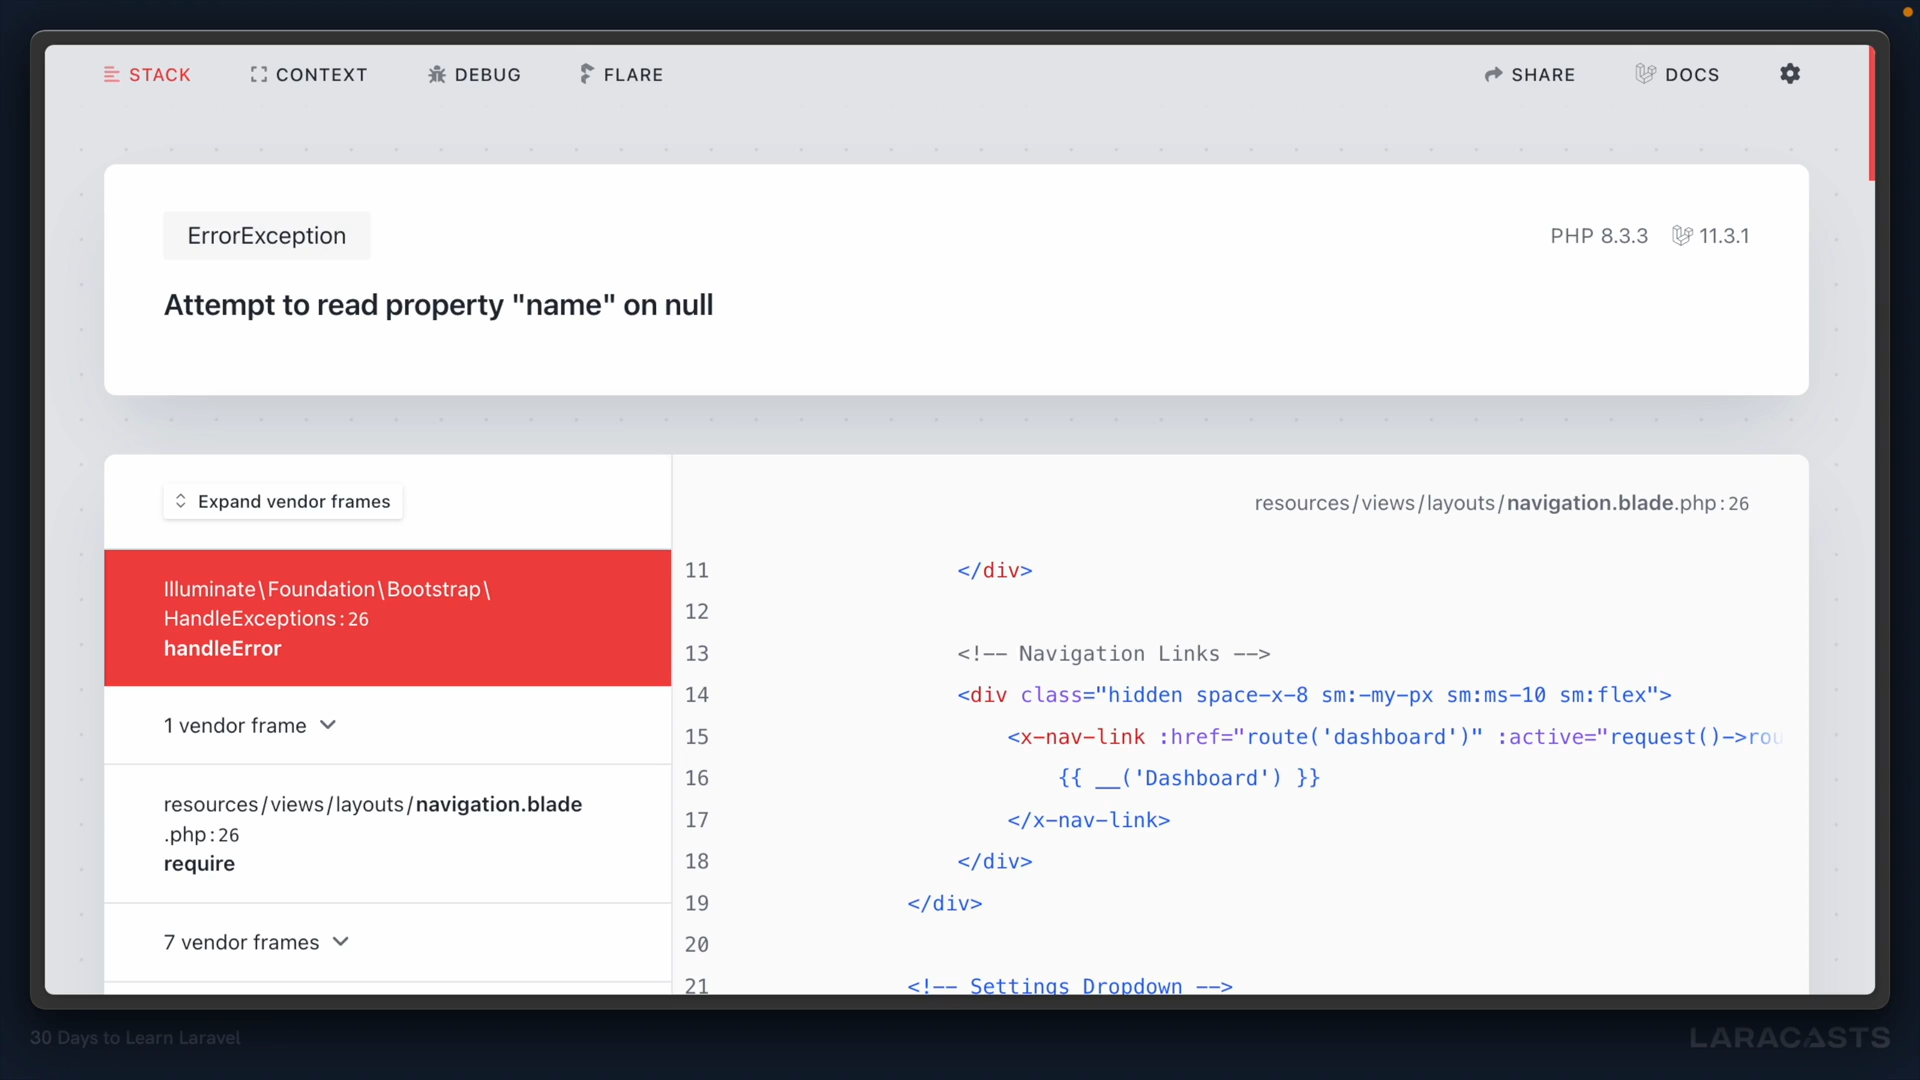 STACK CONTEXT DEBUG FLARE SHARE DOCS
ErrorException
PHP 8.3.3 11.3.1
Attempt to read property "name" on null
Expand vendor frames
Illuminate\Foundation\Bootstrap\
HandleExceptions:26
handleError
1 vendor frame
resources/views/layouts/navigation.blade
.php:26
require
7 vendor frames
resources/views/layouts/navigation.blade.php:26
11 </div>
12
13 <!-- Navigation Links -->
14 <div class="hidden space-x-8 sm:-my-px sm:ms-10 sm:flex">
15 <x-nav-link :href="route('dashboard')" :active="request()->rou
16 {{ __('Dashboard') }}
17 </x-nav-link>
18 </div>
19 </div>
20
21 <!-- Settings Dropdown -->
30 Days to Learn Laravel
LARACASTS